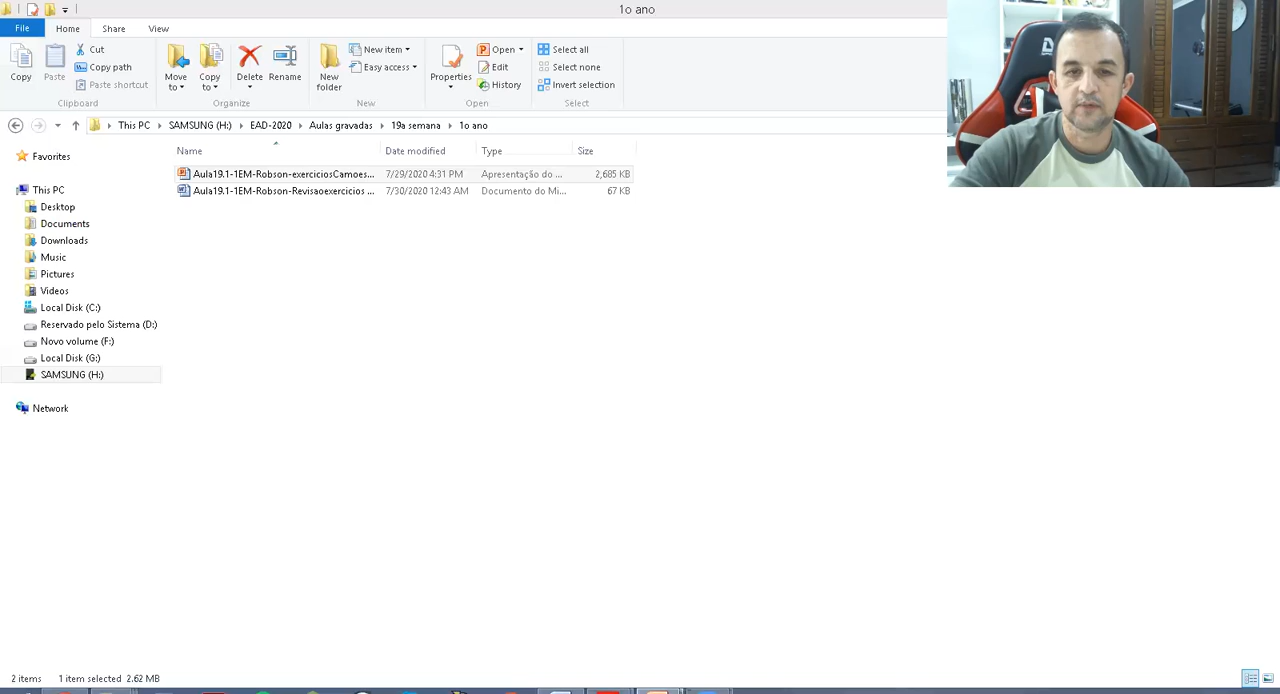 1o ano
File Home Share View
Copy
Paste
Cut
Copy path
Paste shortcut
Clipboard
Move to
Copy to
Delete
Rename
Organize
New folder
New item
Easy access
New
Properties
Open
Edit
History
Open
Select all
Select none
Invert selection
Select
This PC SAMSUNG (H:) EAD-2020 Aulas gravadas 19a semana 1o ano
Name Date modified Type Size
Aula19.1-1EM-Robson-exerciciosCamoes... 7/29/2020 4:31 PM Apresentação do ... 2,685 KB
Aula19.1-1EM-Robson-Revisaoexercicios ... 7/30/2020 12:43 AM Documento do Mi... 67 KB
Favorites
This PC
Desktop
Documents
Downloads
Music
Pictures
Videos
Local Disk (C:)
Reservado pelo Sistema (D:)
Novo volume (F:)
Local Disk (G:)
SAMSUNG (H:)
Network
2 items 1 item selected 2.62 MB